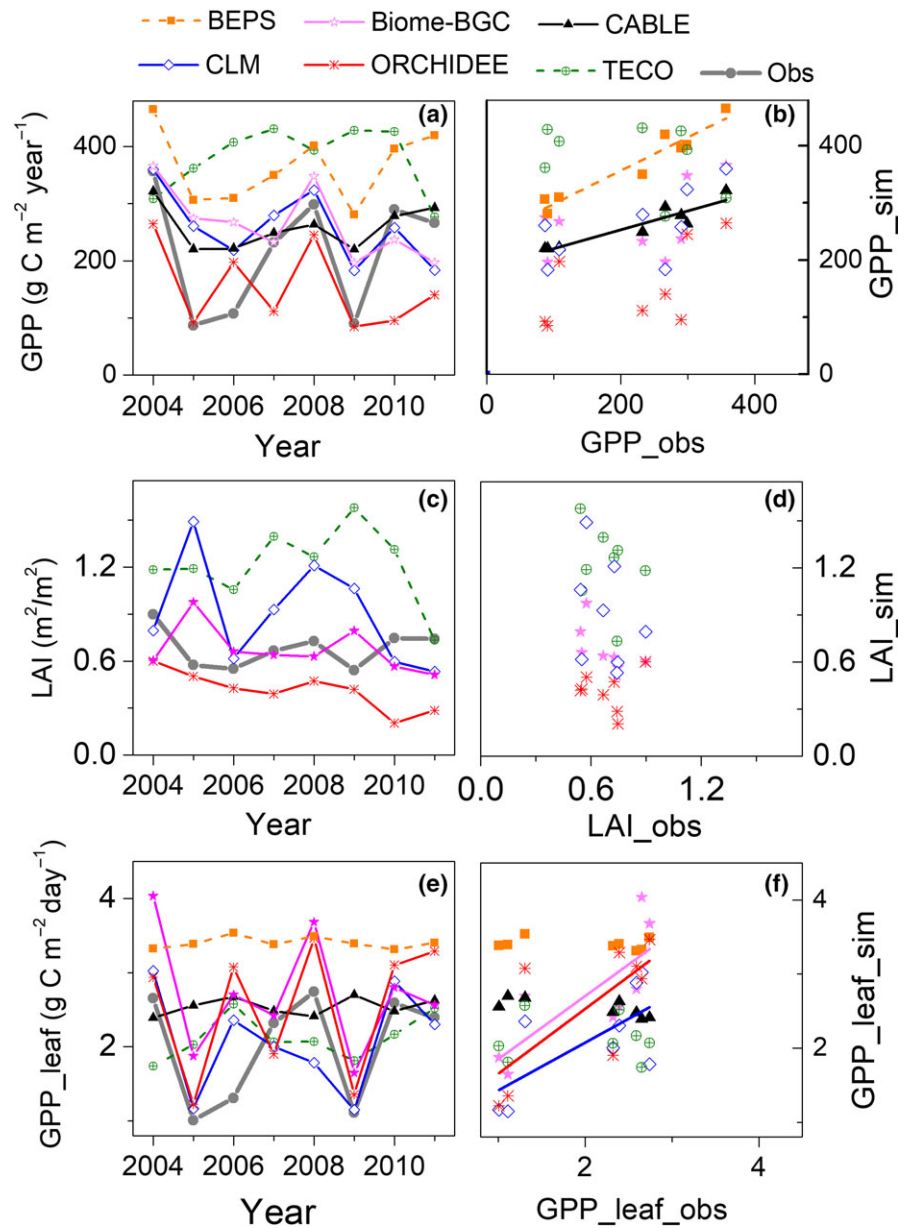 BEPS Biome-BGC CABLE
CLM ORCHIDEE TECO Obs
(a) (b)
GPP (g C m⁻² year⁻¹)
400
200
0
2004 2006 2008 2010
Year
400
200
0
GPP_sim
0 200 400
GPP_obs
(c) (d)
LAI (m²/m²)
1.2
0.6
0.0
2004 2006 2008 2010
Year
1.2
0.6
0.0
LAI_sim
0.0 0.6 1.2
LAI_obs
(e) (f)
GPP_leaf (g C m⁻² day⁻¹)
4
2
2004 2006 2008 2010
Year
4
2
GPP_leaf_sim
2 4
GPP_leaf_obs